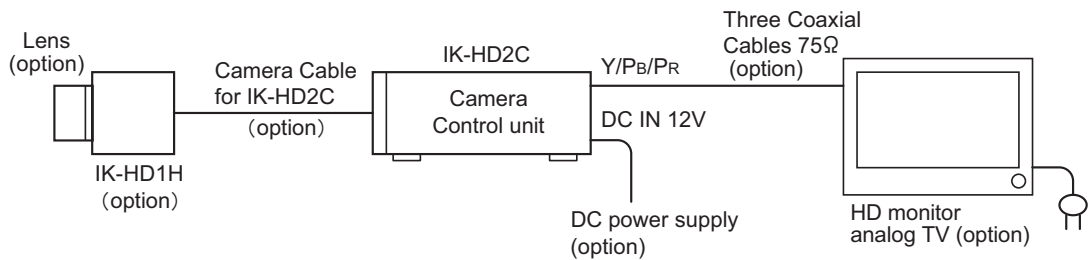 Lens
(option)
IK-HD1H
（option）
Camera Cable
for IK-HD2C
（option）
IK-HD2C
Camera
Control unit
Y/PB/PR
DC IN 12V
DC power supply
(option)
Three Coaxial
Cables 75Ω
(option)
HD monitor
analog TV (option)